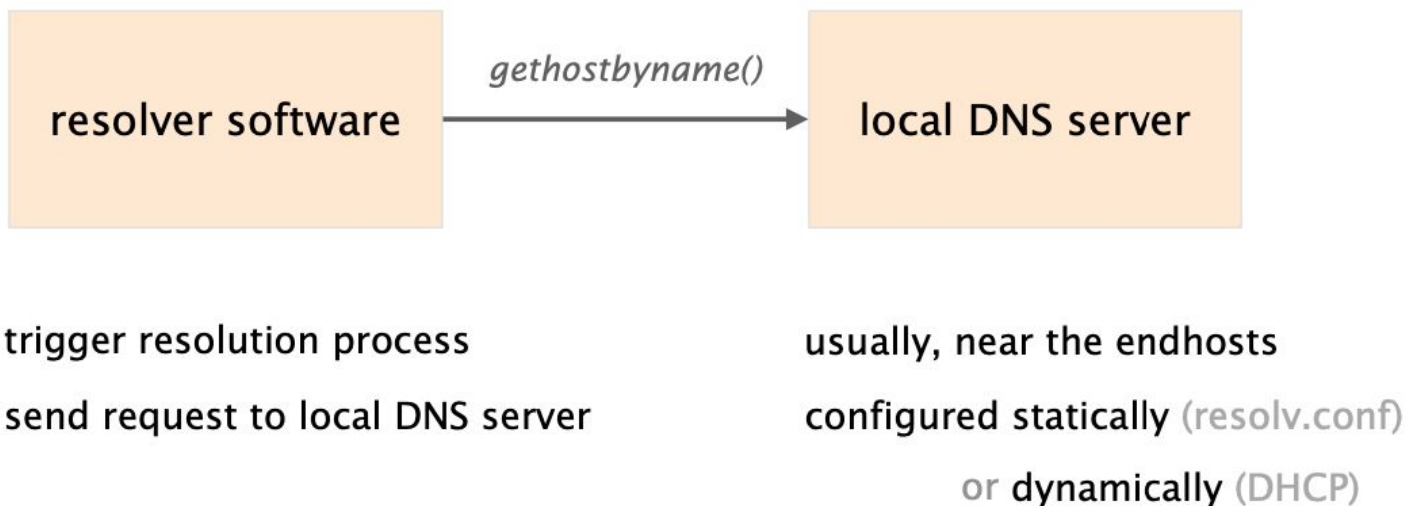 resolver software
gethostbyname()
local DNS server
trigger resolution process
send request to local DNS server
usually, near the endhosts
configured statically (resolv.conf)
or dynamically (DHCP)